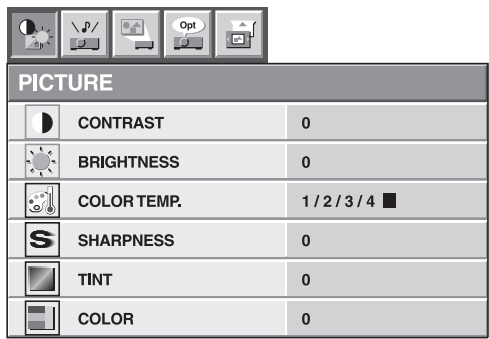 Opt
PICTURE
CONTRAST 0
BRIGHTNESS 0
COLOR TEMP. 1 / 2 / 3 / 4
SHARPNESS 0
TINT 0
COLOR 0